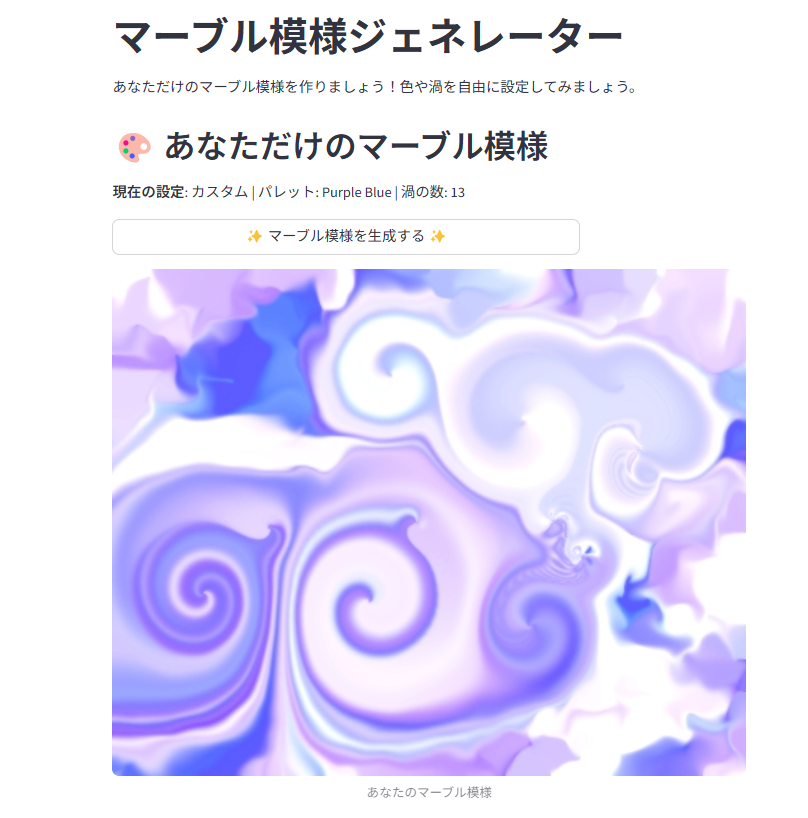 マーブル模様ジェネレーター
あなただけのマーブル模様を作りましょう！色や渦を自由に設定してみましょう。
🎨 あなただけのマーブル模様
現在の設定: カスタム | パレット: Purple Blue | 渦の数: 13
✨ マーブル模様を生成する ✨
あなたのマーブル模様